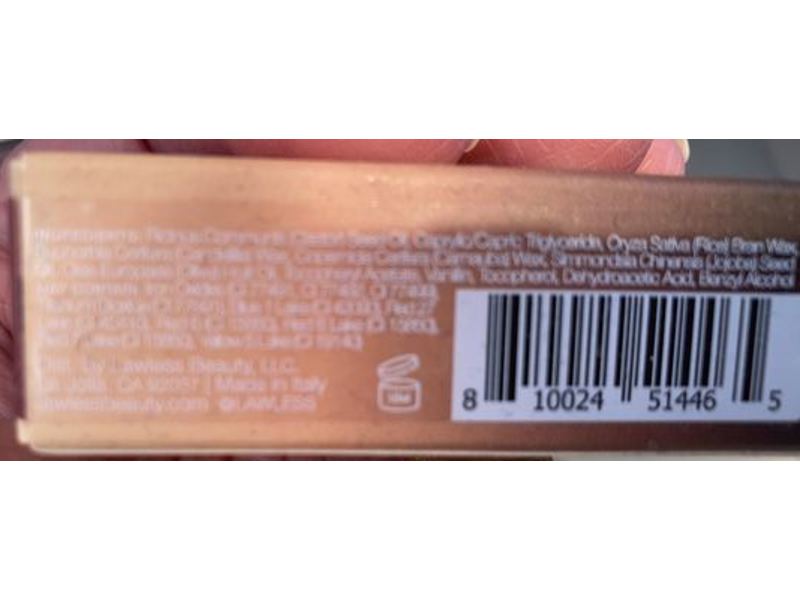 INGREDIENTS: Ricinus Communis (Castor) Seed Oil, Caprylic/Capric Triglyceride, Oryza Sativa (Rice) Bran Wax,
Euphorbia Cerifera (Candelilla) Wax, Copernicia Cerifera (Carnauba) Wax, Simmondsia Chinensis (Jojoba) Seed
Oil, Olea Europaea (Olive) Fruit Oil, Tocopheryl Acetate, Vanillin, Tocopherol, Dehydroacetic Acid, Benzyl Alcohol
MAY CONTAIN: Iron Oxides (CI 77491, CI 77492, CI 77499),
Titanium Dioxide (CI 77891), Blue 1 Lake (CI 42090), Red 27
Lake (CI 45410), Red 6 (CI 15850), Red 6 Lake (CI 15850),
Lake (CI 15850), Yellow 5 Lake (CI 19140)
Dist. by Lawless Beauty, LLC.
La Jolla, CA 92037 | Made in Italy
lawlessbeauty.com @LAWLESS
8 10024 51446 5